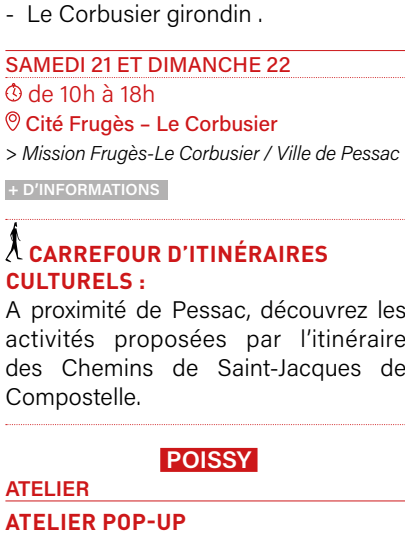 - Le Corbusier girondin .
SAMEDI 21 ET DIMANCHE 22
de 10h à 18h
Cité Frugès – Le Corbusier
> Mission Frugès-Le Corbusier / Ville de Pessac
+ D'INFORMATIONS
CARREFOUR D'ITINÉRAIRES
CULTURELS :
A proximité de Pessac, découvrez les
activités proposées par l'itinéraire
des Chemins de Saint-Jacques de
Compostelle.
POISSY
ATELIER
ATELIER POP-UP